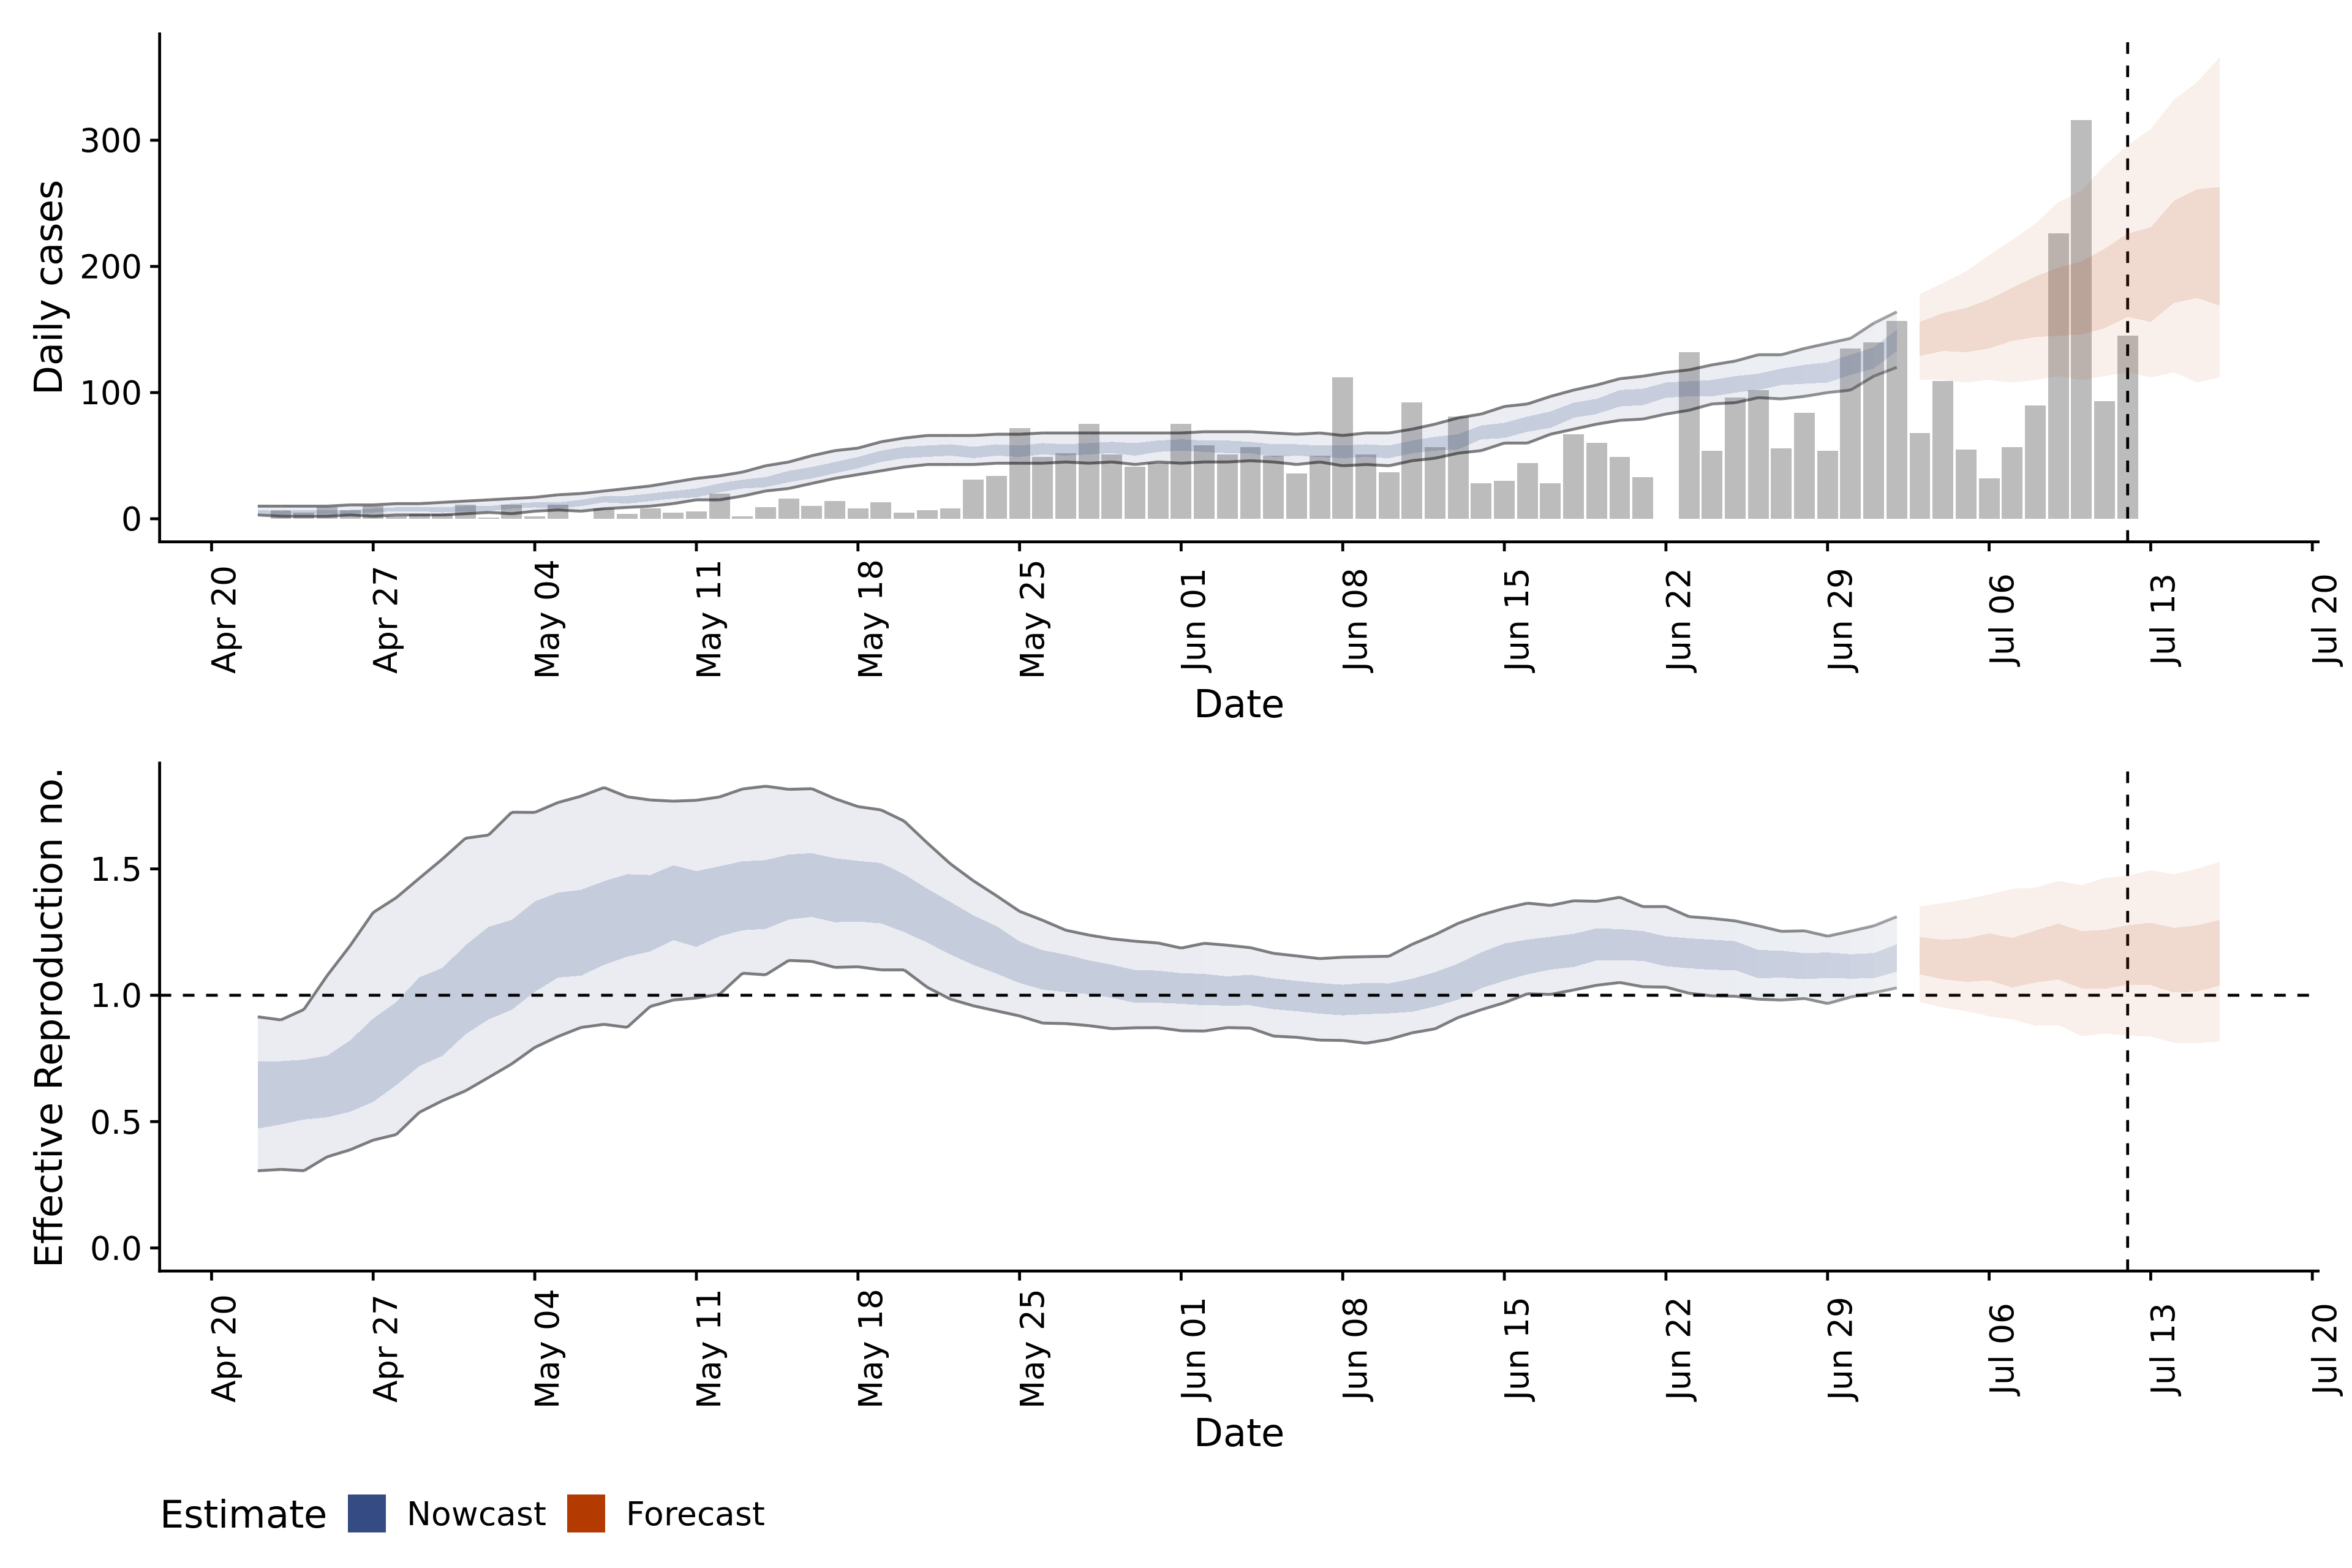 Daily cases
300
200
100
0
Apr 20
Apr 27
May 04
May 11
May 18
May 25
Jun 01
Jun 08
Jun 15
Jun 22
Jun 29
Jul 06
Jul 13
Jul 20
Date
Effective Reproduction no.
1.5
1.0
0.5
0.0
Apr 20
Apr 27
May 04
May 11
May 18
May 25
Jun 01
Jun 08
Jun 15
Jun 22
Jun 29
Jul 06
Jul 13
Jul 20
Date
Estimate Nowcast Forecast